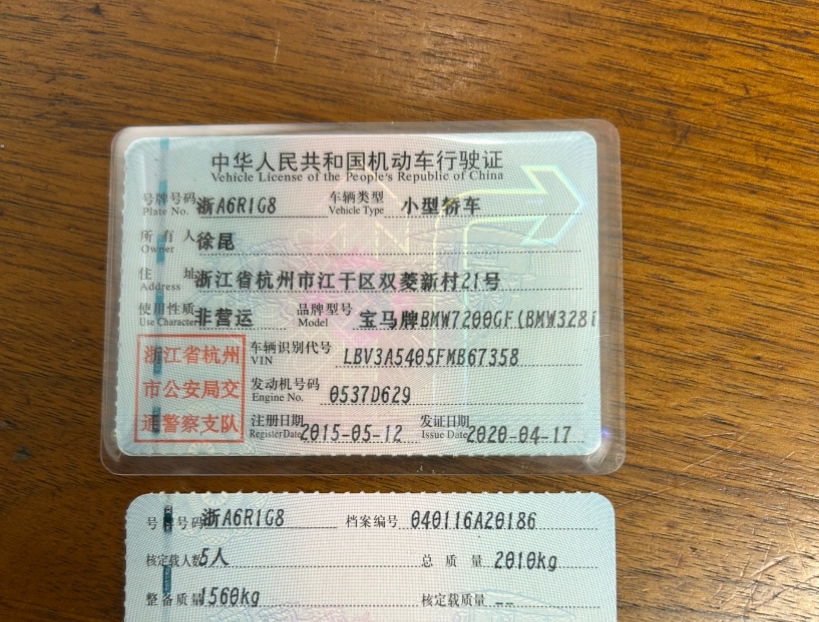 中华人民共和国机动车行驶证
Vehicle License of the People's Republic of China
号牌号码 浙A6R1G8 车辆类型 小型轿车
Plate No. Vehicle Type
所有人 徐昆
Owner
住址 浙江省杭州市江干区双菱新村21号
Address
使用性质 非营运 品牌型号 宝马牌BMW7200GF(BMW328i
Use Character Model
浙江省杭州
市公安局交
通警察支队
车辆识别代号 LBV3A5405FMB67358
VIN
发动机号码 0537D629
Engine No.
注册日期 2015-05-12 发证日期 2020-04-17
Register Date Issue Date
号牌号码 浙A6R1G8 档案编号 040116A20186
核定载人数 5人 总质量 2010kg
整备质量 1560kg 核定载质量 --